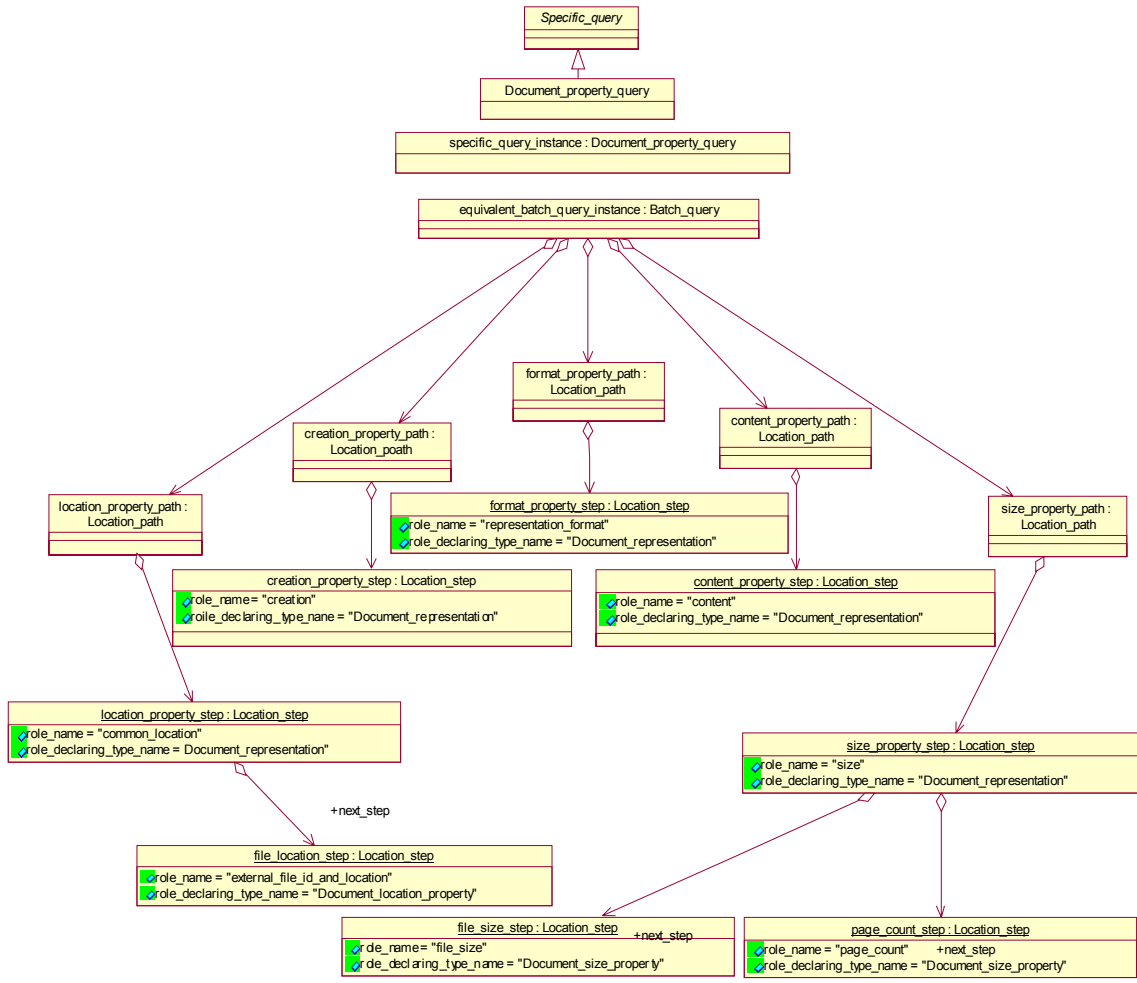 Specific_query
Document_property_query
specific_query_instance : Document_property_query
equivalent_batch_query_instance : Batch_query
format_property_path :
Location_path
content_property_path :
Location_path
creation_property_path :
Location_poath
location_property_path :
Location_path
size_property_path :
Location_path
format_property_step : Location_step
role_name = "representation_format"
role_declaring_type_name = "Document_representation"
creation_property_step : Location_step
role_name = "creation"
roile_declaring_type_nane = "Document_representation"
content_property_step : Location_step
role_name = "content"
role_declaring_type_name = "Document_representation"
location_property_step : Location_step
role_name = "common_location"
role_declaring_type_name = Document_representation"
size_property_step : Location_step
role_name = "size"
role_declaring_type_name = "Document_representation"
+next_step
file_location_step : Location_step
role_name = "external_file_id_and_location"
role_declaring_type_name = "Document_location_property"
file_size_step : Location_step
+next_step
role_name = "file_size"
role_declaring_type_name = "Document_size_property"
page_count_step : Location_step
role_name = "page_count" +next_step
role_declaring_type_name = "Document_size_property"